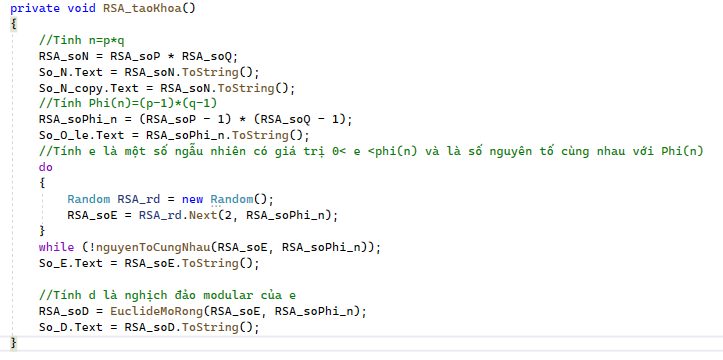 private void RSA_taoKhoa()
{
//Tính n=p*q
RSA_soN = RSA_soP * RSA_soQ;
So_N.Text = RSA_soN.ToString();
So_N_copy.Text = RSA_soN.ToString();
//Tính Phi(n)=(p-1)*(q-1)
RSA_soPhi_n = (RSA_soP - 1) * (RSA_soQ - 1);
So_O_le.Text = RSA_soPhi_n.ToString();
//Tính e là một số ngẫu nhiên có giá trị 0< e <phi(n) và là số nguyên tố cùng nhau với Phi(n)
do
{
Random RSA_rd = new Random();
RSA_soE = RSA_rd.Next(2, RSA_soPhi_n);
}
while (!nguyenToCungNhau(RSA_soE, RSA_soPhi_n));
So_E.Text = RSA_soE.ToString();
//Tính d là nghịch đảo modular của e
RSA_soD = EuclideMoRong(RSA_soE, RSA_soPhi_n);
So_D.Text = RSA_soD.ToString();
}